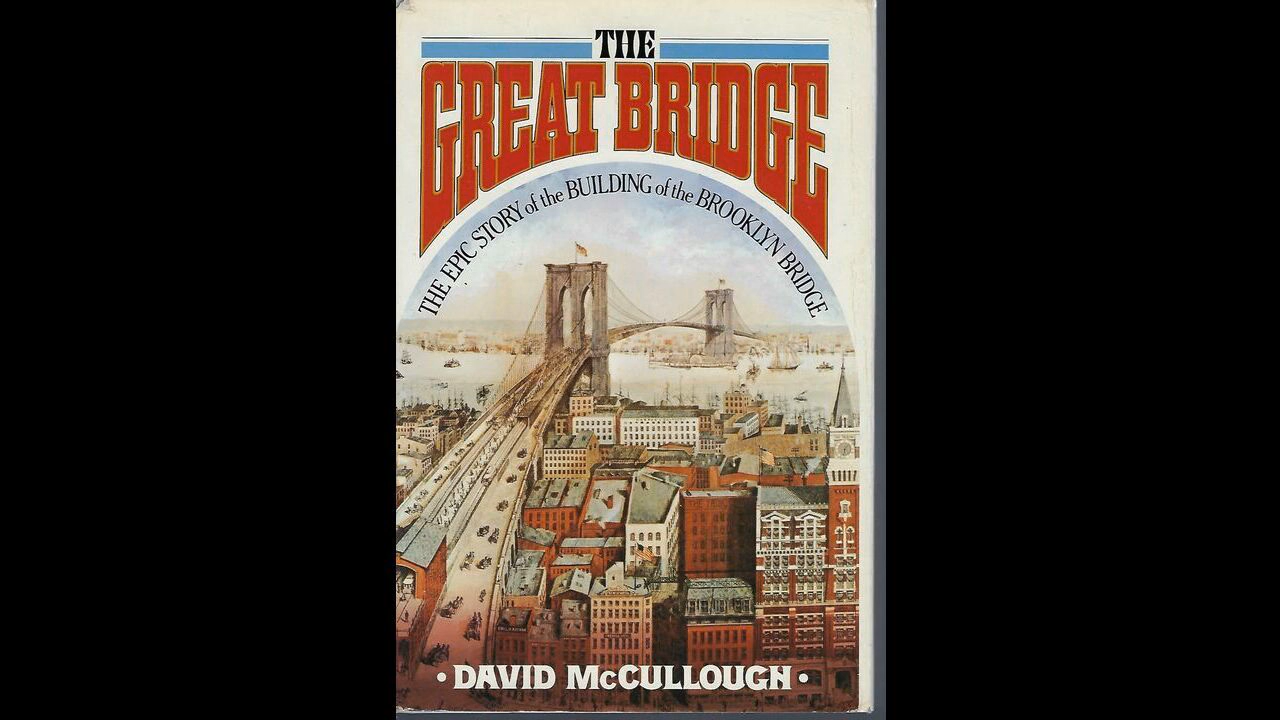 THE
GREAT BRIDGE
THE EPIC STORY of the BUILDING of the BROOKLYN BRIDGE
• DAVID McCULLOUGH •